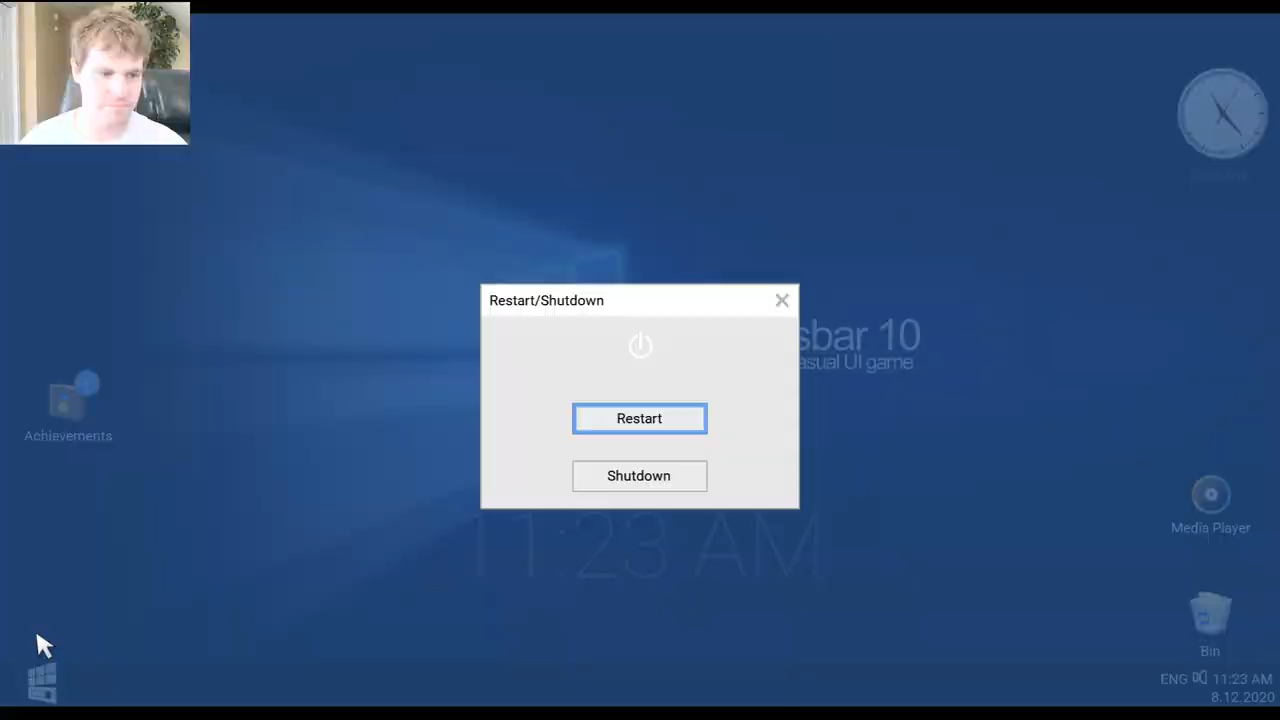 Restart/Shutdown
sbar 10
asual UI game
Restart
Achievements
Shutdown
Media Player
11:23 AM
Bin
ENG 11:23 AM
8.12.2020